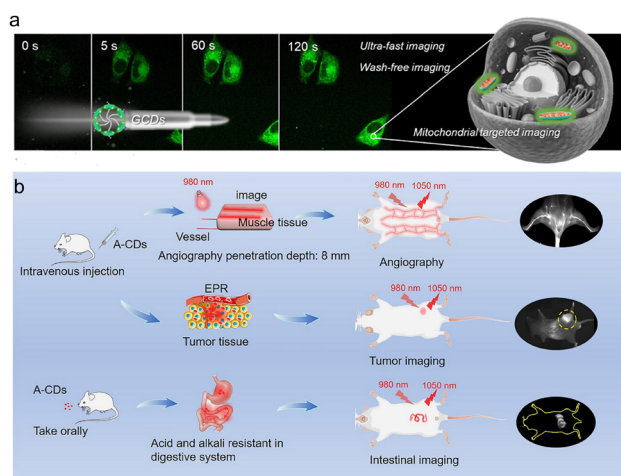 a
0 s
5 s
60 s
120 s
Ultra-fast imaging
Wash-free imaging
GCDs
Mitochondrial targeted imaging
b
980 nm
image
Muscle tissue
Vessel
Angiography penetration depth: 8 mm
A-CDs
Intravenous injection
980 nm
1050 nm
Angiography
EPR
Tumor tissue
980 nm
1050 nm
Tumor imaging
A-CDs
Take orally
Acid and alkali resistant in
digestive system
980 nm
1050 nm
Intestinal imaging